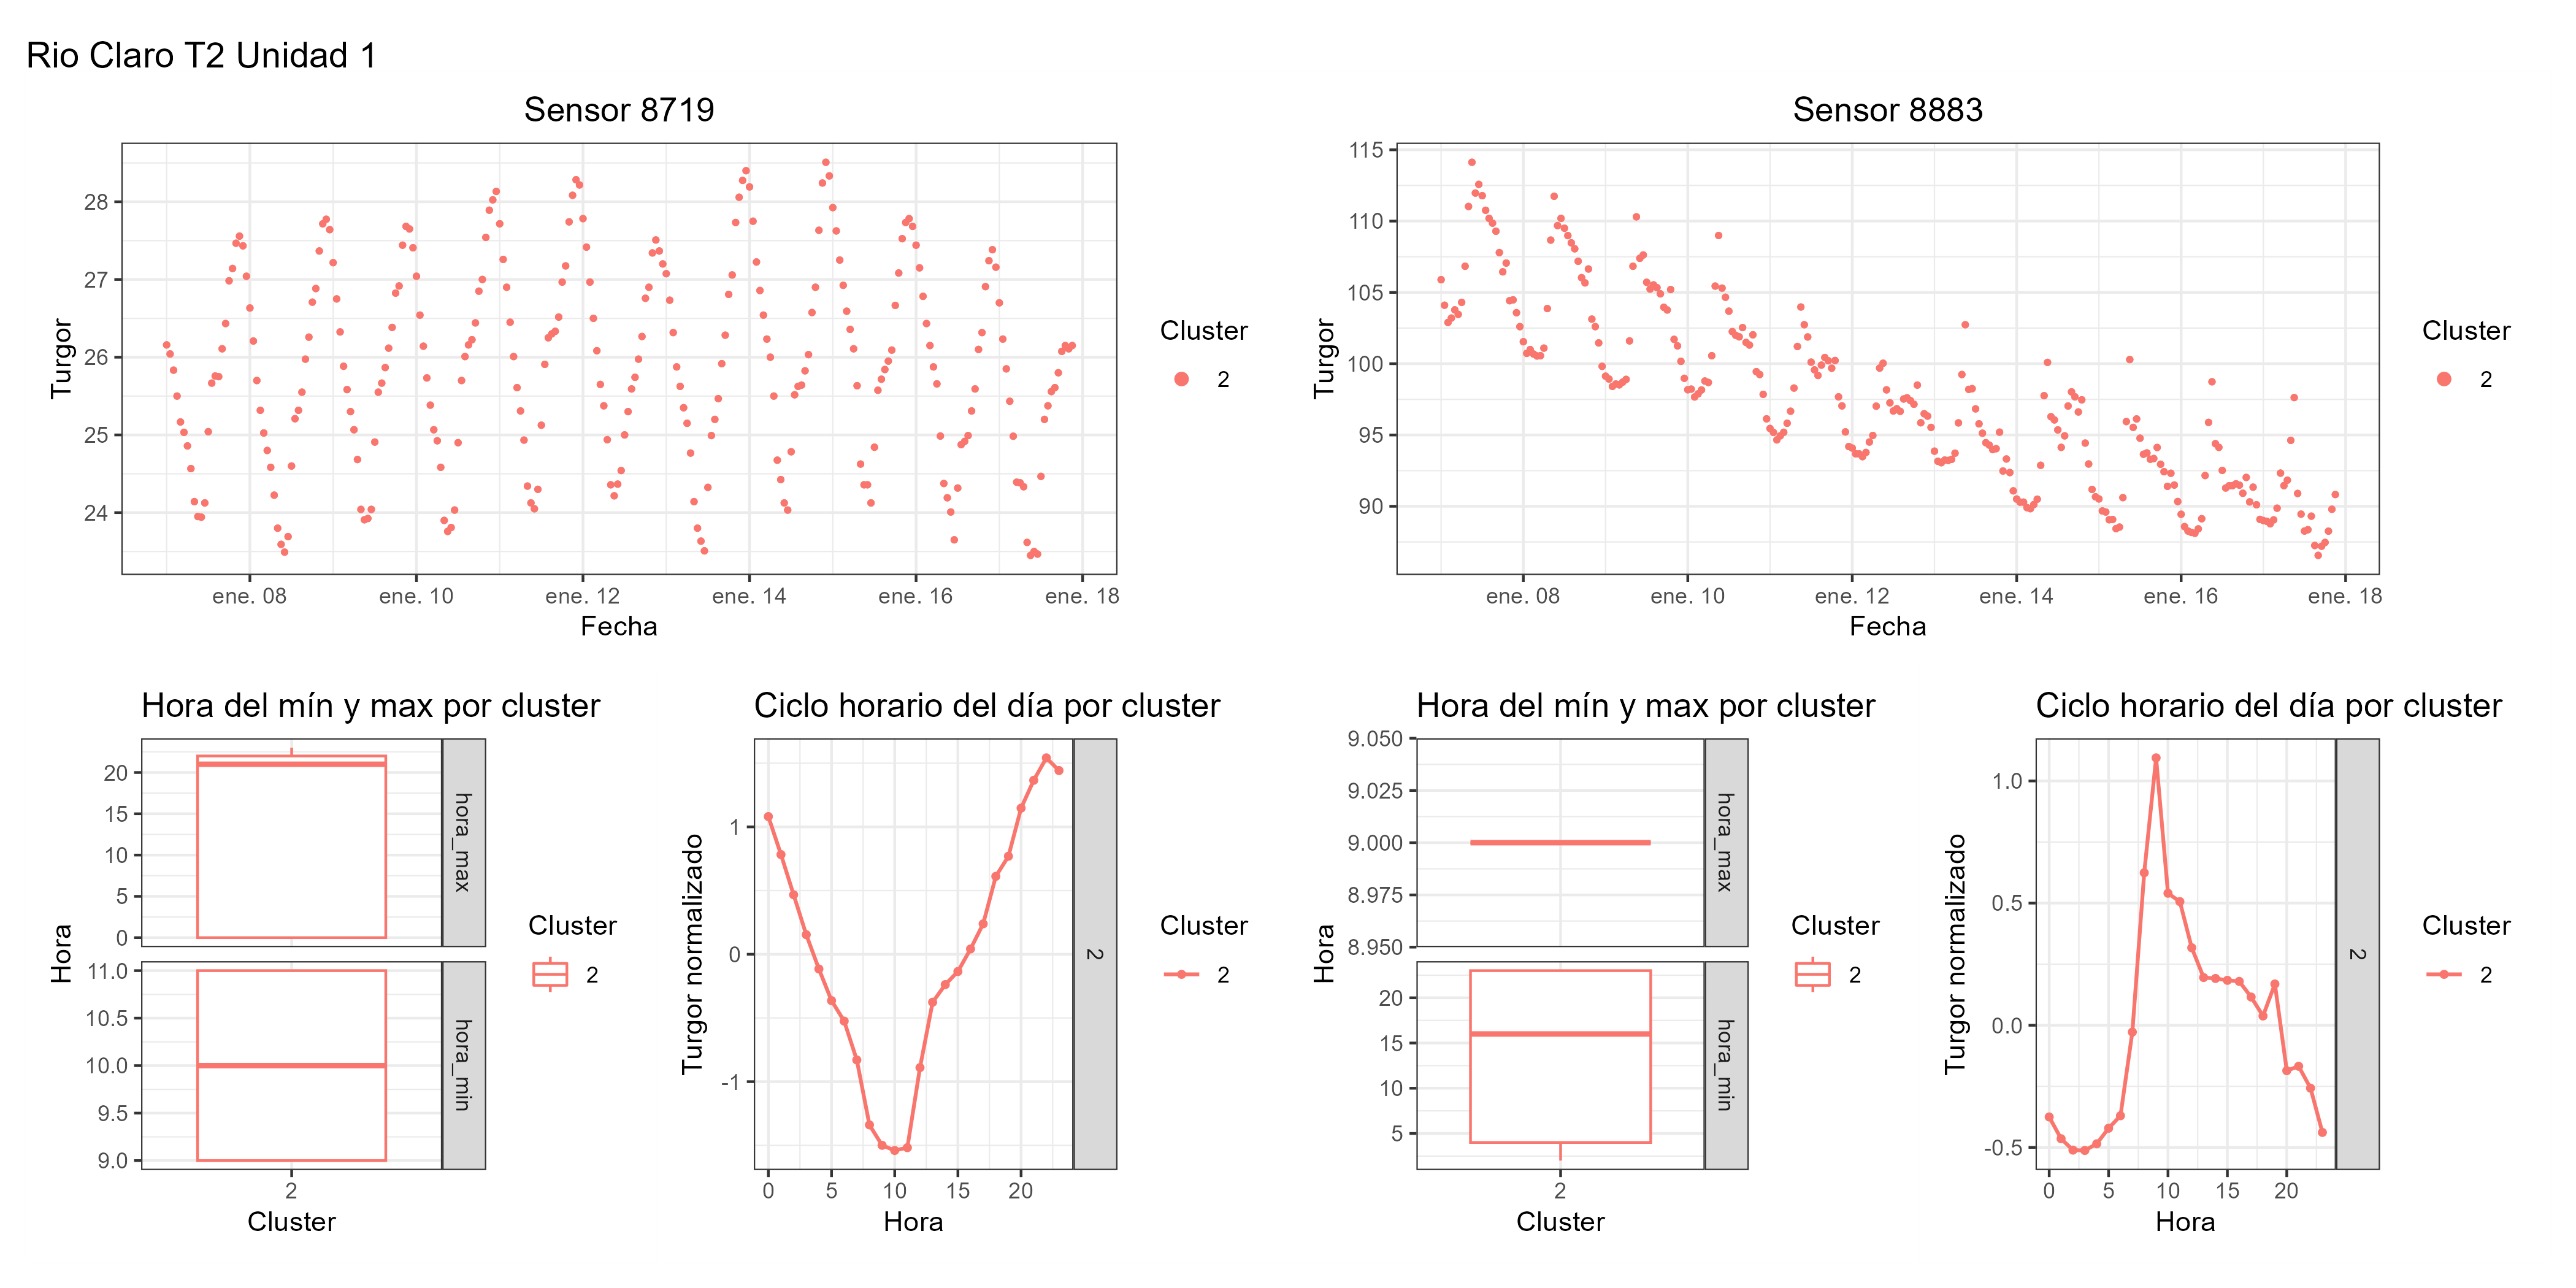 Rio Claro T2 Unidad 1
Sensor 8719
Turgor
28
27
26
25
24
ene. 08 ene. 10 ene. 12 ene. 14 ene. 16 ene. 18
Fecha
Cluster
2
Sensor 8883
Turgor
115
110
105
100
95
90
ene. 08 ene. 10 ene. 12 ene. 14 ene. 16 ene. 18
Fecha
Cluster
2
Hora del mín y max por cluster
Hora
20
15
10
5
0
hora_max
11.0
10.5
10.0
9.5
9.0
hora_min
2
Cluster
Cluster
2
Ciclo horario del día por cluster
Turgor normalizado
1
0
-1
0 5 10 15 20
Hora
2
Cluster
2
Hora del mín y max por cluster
Hora
9.050
9.025
9.000
8.975
8.950
hora_max
20
15
10
5
hora_min
2
Cluster
Cluster
2
Ciclo horario del día por cluster
Turgor normalizado
1.0
0.5
0.0
-0.5
0 5 10 15 20
Hora
2
Cluster
2